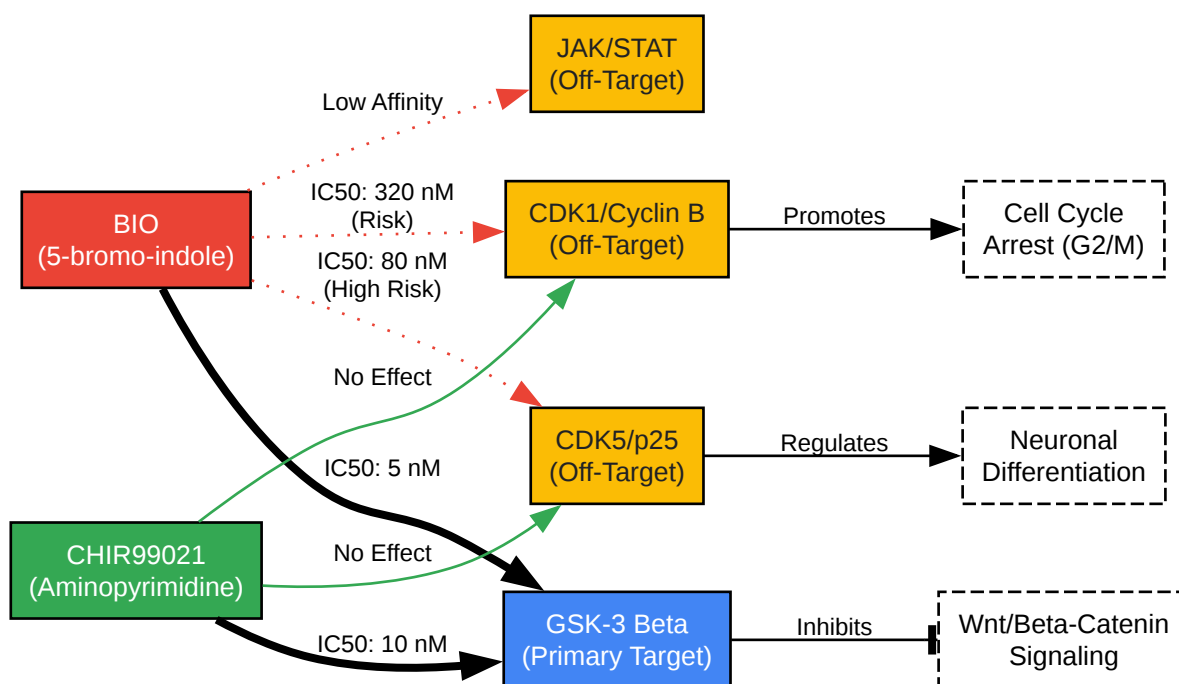 JAK/STAT
(Off-Target)
Low Affinity
IC50: 320 nM
(Risk)
BIO
(5-bromo-indole)
CDK1/Cyclin B
(Off-Target)
Promotes
Cell Cycle
Arrest (G2/M)
IC50: 80 nM
(High Risk)
No Effect
CDK5/p25
(Off-Target)
Regulates
Neuronal
Differentiation
IC50: 5 nM
CHIR99021
(Aminopyrimidine)
No Effect
IC50: 10 nM
GSK-3 Beta
(Primary Target)
Inhibits
Wnt/Beta-Catenin
Signaling